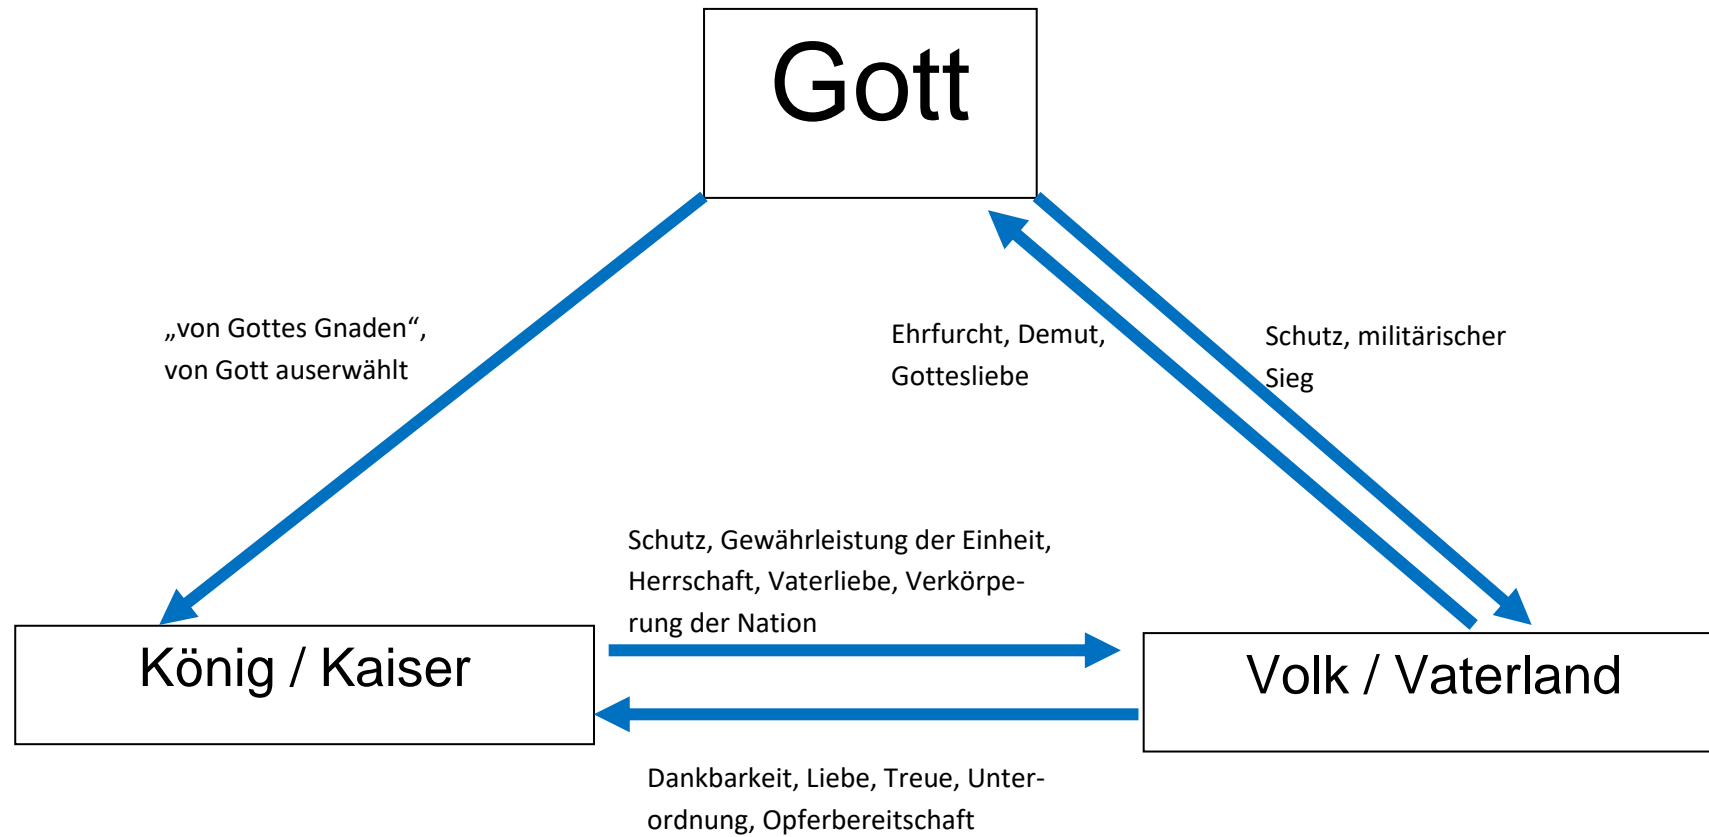 Gott
„von Gottes Gnaden“,
von Gott auserwählt
Ehrfurcht, Demut,
Gottesliebe
Schutz, militärischer
Sieg
Schutz, Gewährleistung der Einheit,
Herrschaft, Vaterliebe, Verkörpe-
rung der Nation
König / Kaiser
Volk / Vaterland
Dankbarkeit, Liebe, Treue, Unter-
ordnung, Opferbereitschaft